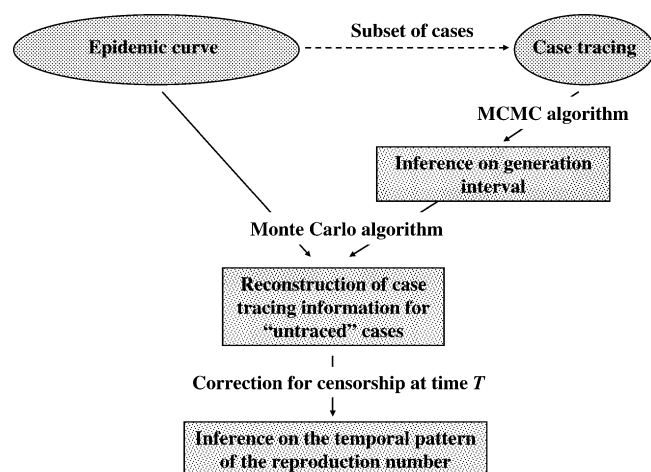 Subset of cases
Epidemic curve
Case tracing
MCMC algorithm
Inference on generation
interval
Monte Carlo algorithm
Reconstruction of case
tracing information for
“untraced” cases
Correction for censorship at time T
Inference on the temporal pattern
of the reproduction number